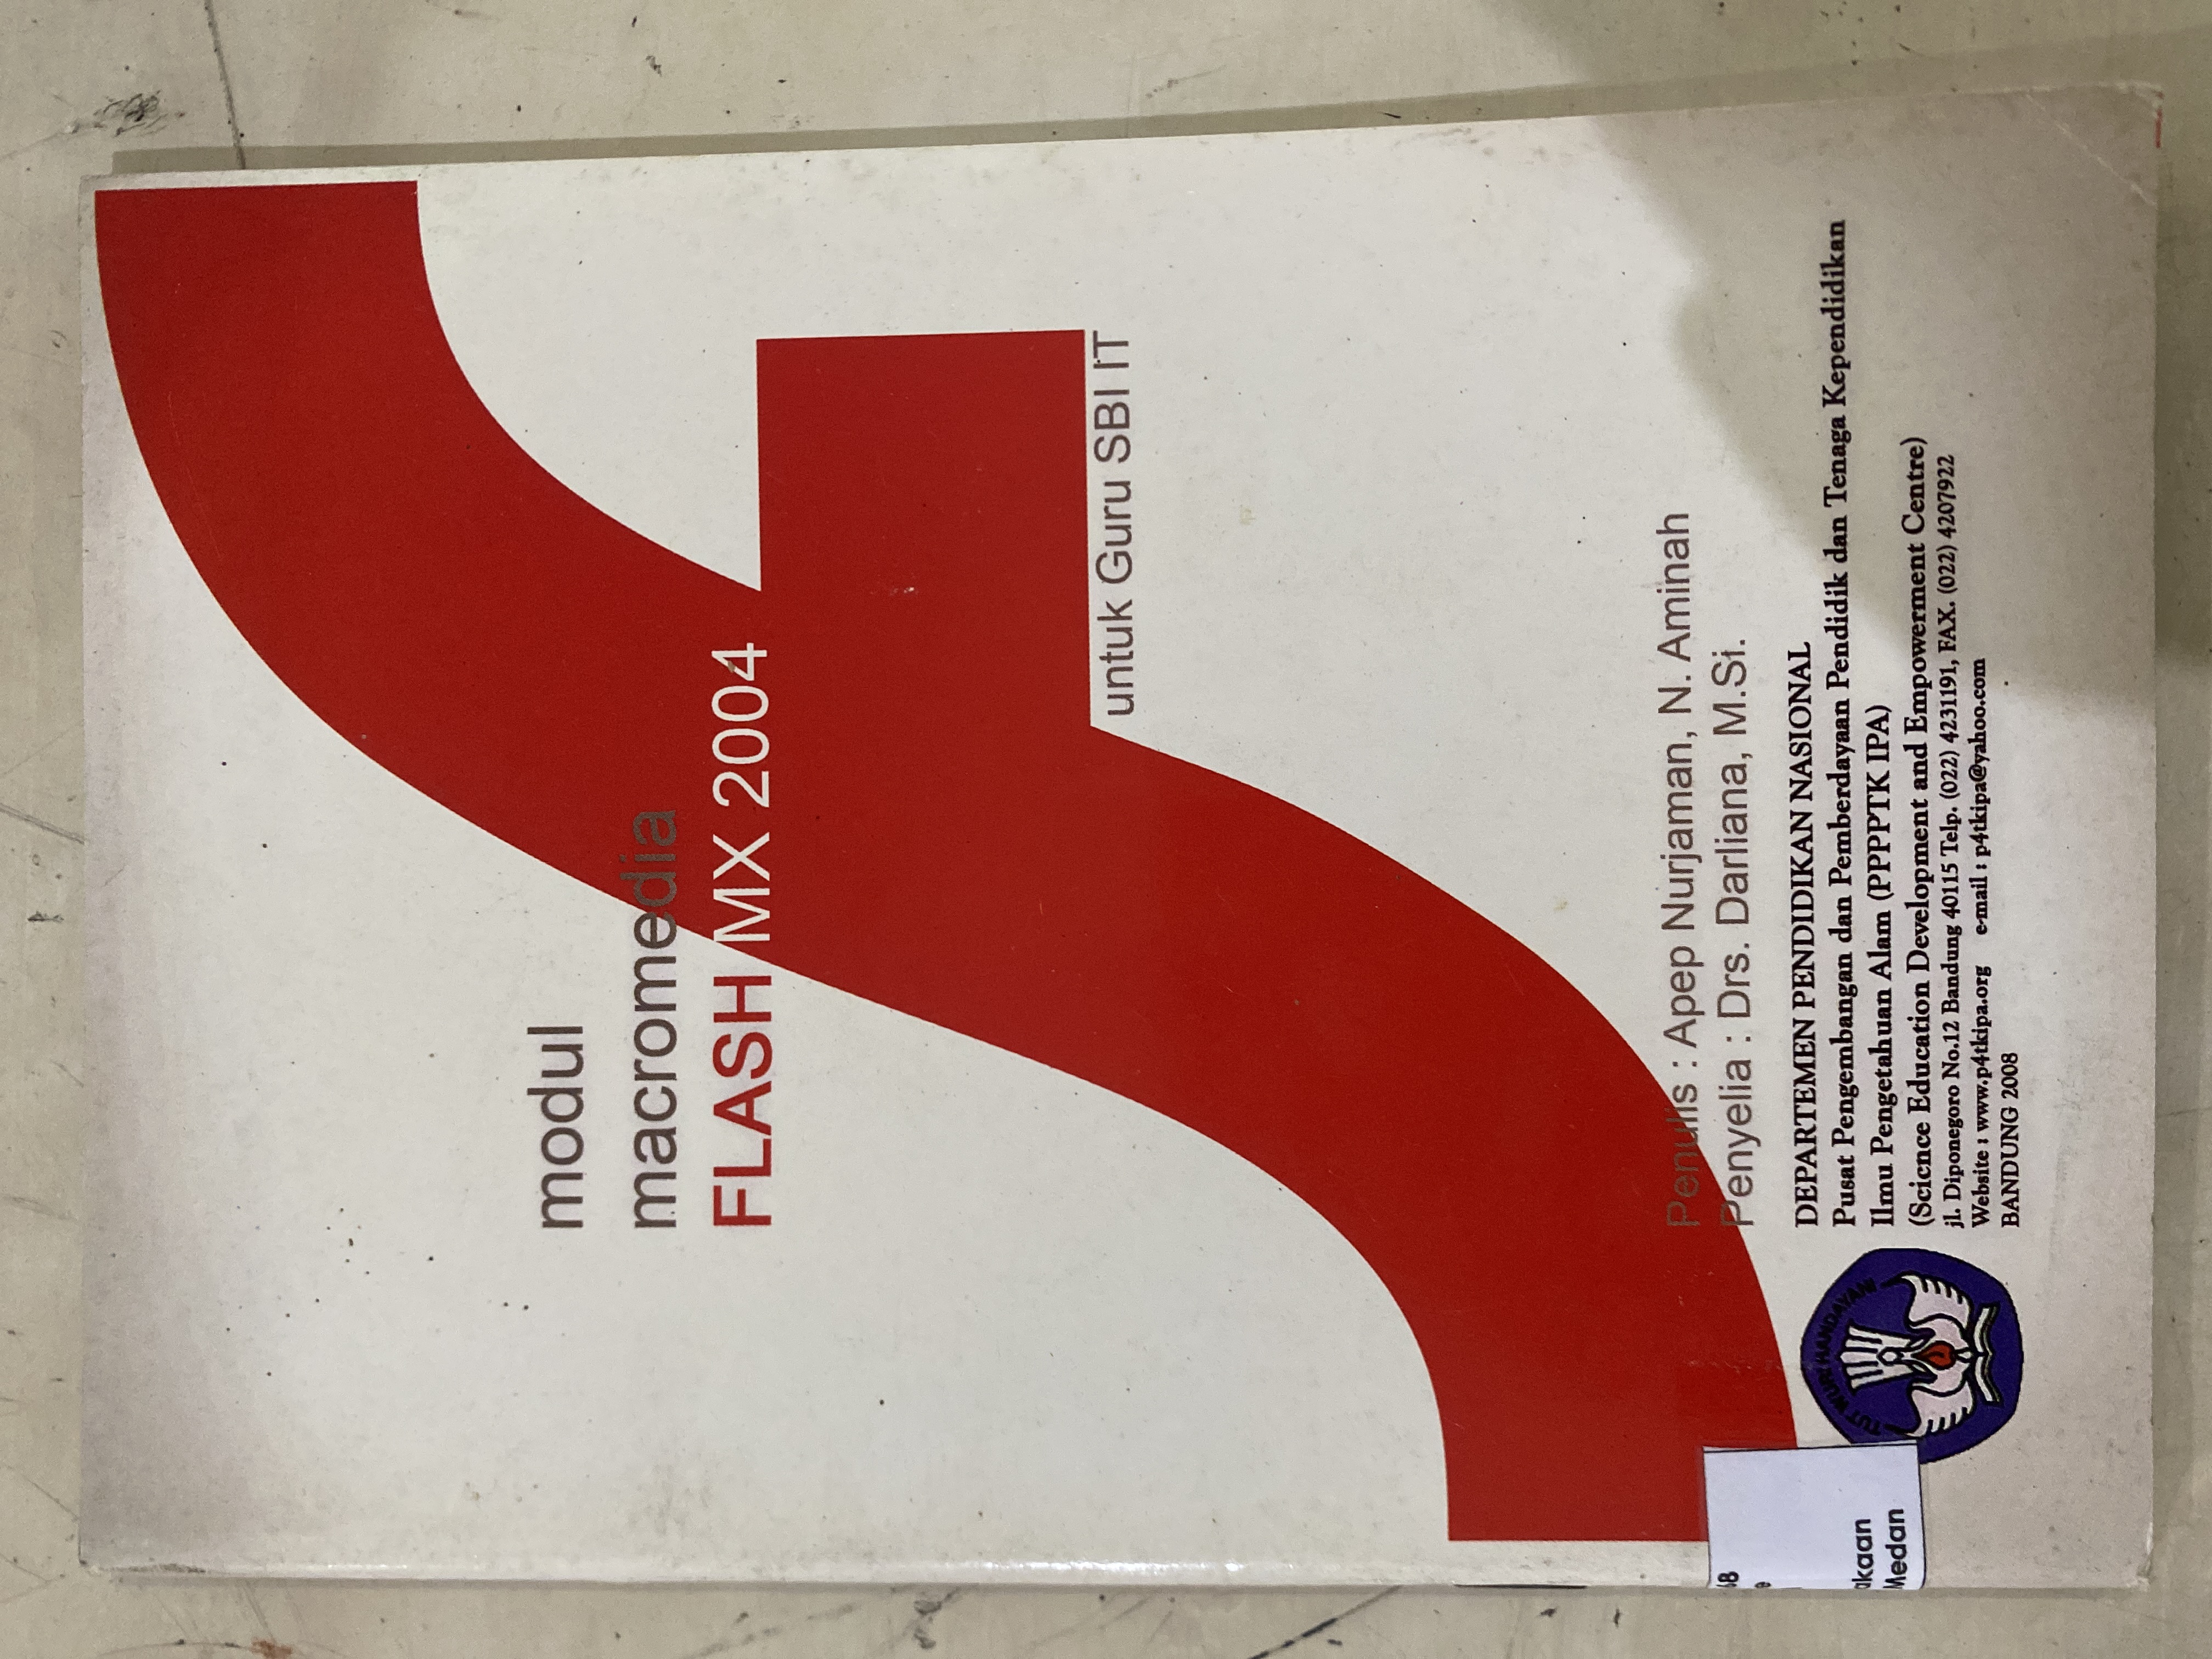 modul
macromedia
FLASH MX 2004
untuk Guru SBI IT
Penulis : Apep Nurjaman, N. Aminah
Penyelia : Drs. Darliana, M.Si.
DEPARTEMEN PENDIDIKAN NASIONAL
Pusat Pengembangan dan Pemberdayaan Pendidik dan Tenaga Kependidikan
Ilmu Pengetahuan Alam (PPPPTK IPA)
(Science Education Development and Empowerment Centre)
jl. Diponegoro No.12 Bandung 40115 Telp. (022) 4231191, FAX. (022) 4207922
Website : www.p4tkipa.org e-mail : p4tkipa@yahoo.com
BANDUNG 2008
TUT WURI HANDAYANI
8
e
akaan
Medan